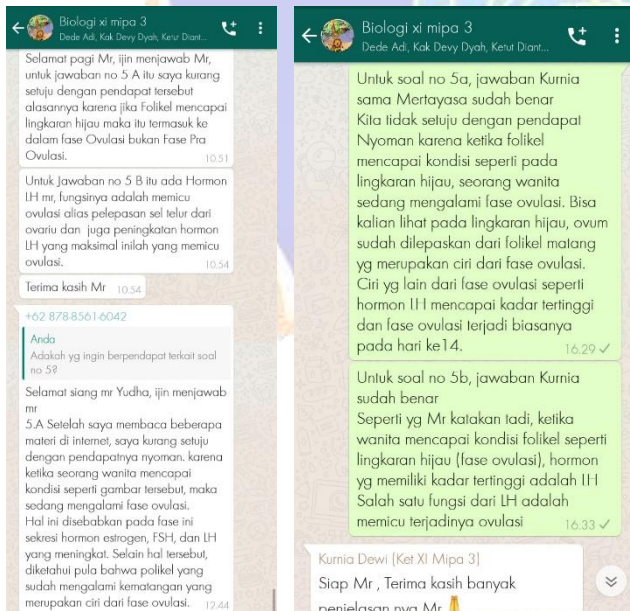 Biologi xi mipa 3
Dede Adi, Kak Devy Dyah, Ketut Diant...
Selamat pagi Mr, ijin menjawab Mr,
untuk jawaban no 5 A itu saya kurang
setuju dengan pendapat tersebut
alasannya karena jika Folikel mencapai
lingkaran hijau maka itu termasuk ke
dalam fase Ovulasi bukan Fase Pra
Ovulasi. 10.51
Untuk Jawaban no 5 B itu ada Hormon
LH mr, fungsinya adalah memicu
ovulasi alias pelepasan sel telur dari
ovariu dan juga peningkatan hormon
LH yang maksimal inilah yang memicu
ovulasi. 10.54
Terima kasih Mr 10.54
+62 878-8561-6042
Anda
Adakah yg ingin berpendapat terkait soal
no 5?
Selamat siang mr Yudha, ijin menjawab
mr
5.A Setelah saya membaca beberapa
materi di internet, saya kurang setuju
dengan pendapatnya nyoman. karena
ketika seorang wanita mencapai
kondisi seperti gambar tersebut, maka
sedang mengalami fase ovulasi.
Hal ini disebabkan pada fase ini
sekresi hormon estrogen, FSH, dan LH
yang meningkat. Selain hal tersebut,
diketahui pula bahwa polikel yang
sudah mengalami kematangan yang
merupakan ciri dari fase ovulasi. 12.44
Biologi xi mipa 3
Dede Adi, Kak Devy Dyah, Ketut Diant...
Untuk soal no 5a, jawaban Kurnia
sama Mertayasa sudah benar
Kita tidak setuju dengan pendapat
Nyoman karena ketika folikel
mencapai kondisi seperti pada
lingkaran hijau, seorang wanita
sedang mengalami fase ovulasi. Bisa
kalian lihat pada lingkaran hijau, ovum
sudah dilepaskan dari folikel matang
yg merupakan ciri dari fase ovulasi.
Ciri yg lain dari fase ovulasi seperti
hormon LH mencapai kadar tertinggi
dan fase ovulasi terjadi biasanya
pada hari ke14. 16.29
Untuk soal no 5b, jawaban Kurnia
sudah benar
Seperti yg Mr katakan tadi, ketika
wanita mencapai kondisi folikel seperti
lingkaran hijau (fase ovulasi), hormon
yg memiliki kadar tertinggi adalah LH
Salah satu fungsi dari LH adalah
memicu terjadinya ovulasi 16.33
Kurnia Dewi (Ket XI Mipa 3)
Siap Mr , Terima kasih banyak
penjelasan nya Mr